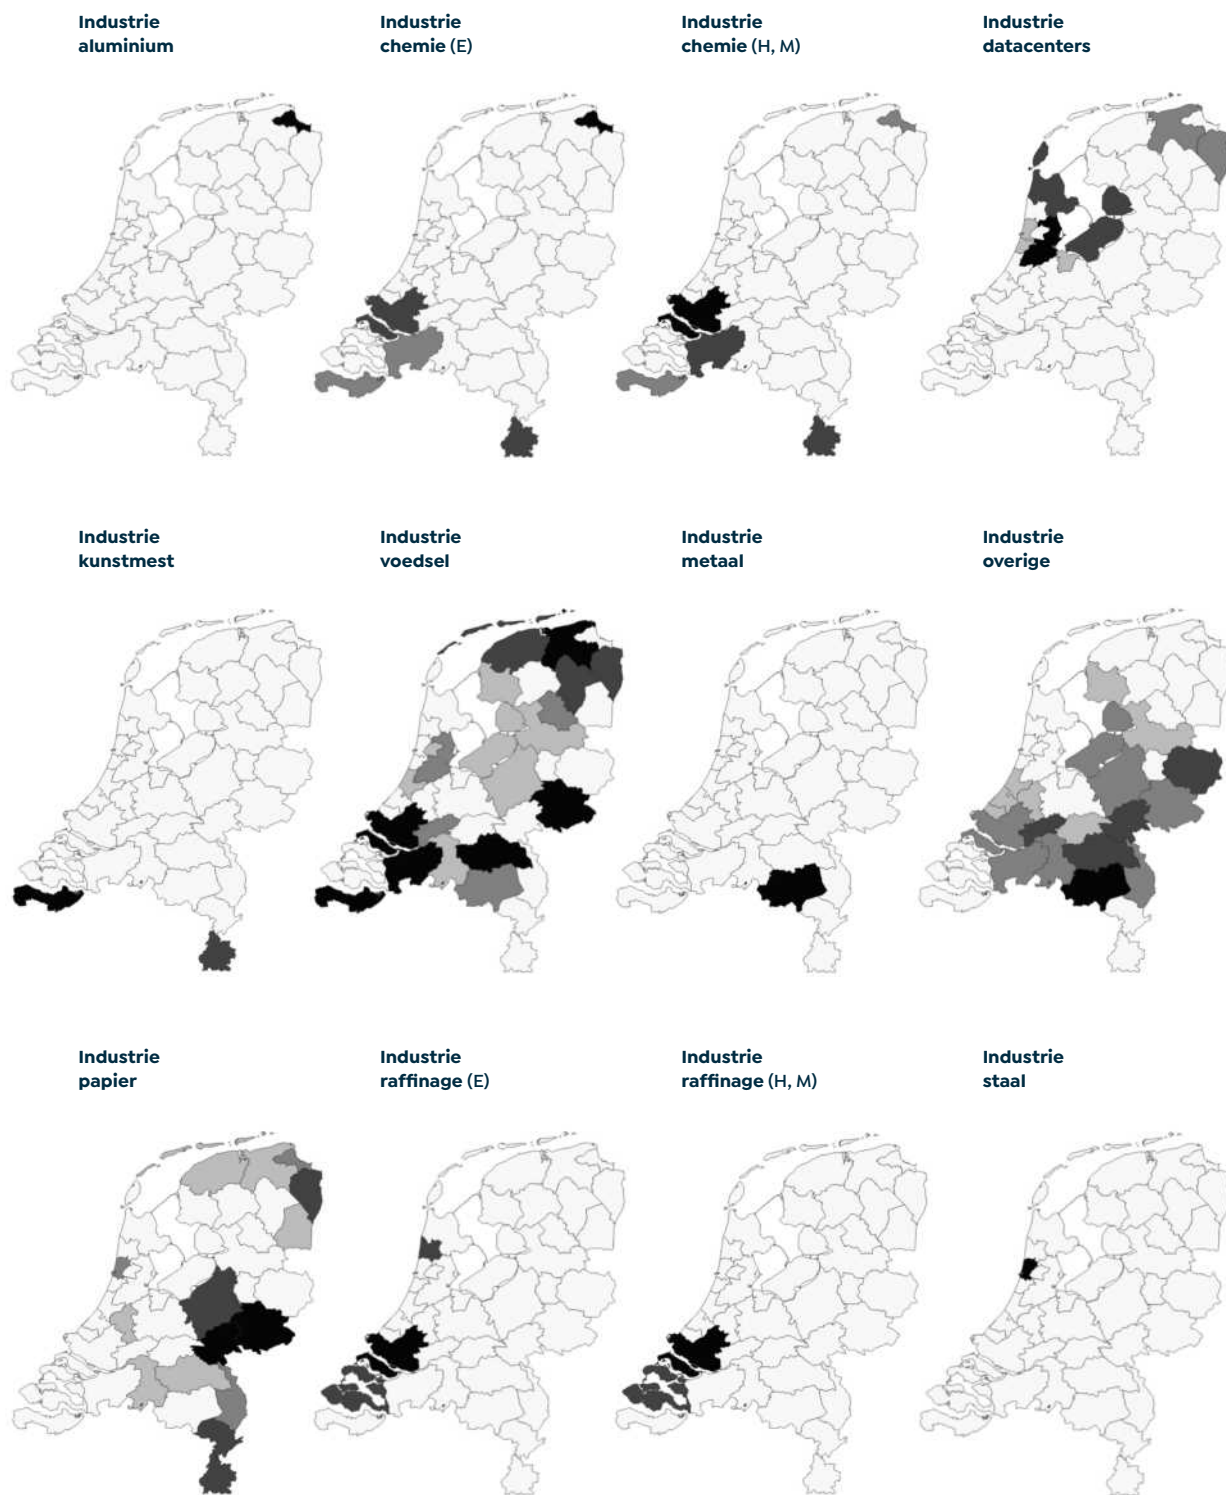 Industrie
aluminium
Industrie
chemie (E)
Industrie
chemie (H, M)
Industrie
datacenters
Industrie
kunstmest
Industrie
voedsel
Industrie
metaal
Industrie
overige
Industrie
papier
Industrie
raffinage (E)
Industrie
raffinage (H, M)
Industrie
staal